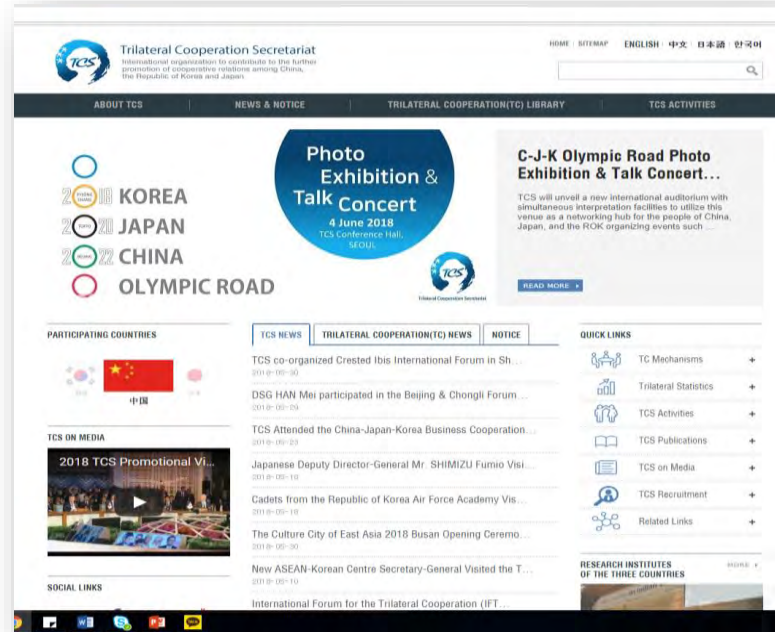 Trilateral Cooperation Secretariat
International organization to contribute to the further
promotion of cooperative relations among China,
the Republic of Korea and Japan
HOME SITEMAP ENGLISH 中文 日本語 한국어
ABOUT TCS NEWS & NOTICE TRILATERAL COOPERATION(TC) LIBRARY TCS ACTIVITIES
2018 KOREA
2020 JAPAN
2022 CHINA
OLYMPIC ROAD
Photo
Exhibition &
Talk Concert
4 June 2018
TCS Conference Hall,
SEOUL
TCS
Trilateral Cooperation Secretariat
C-J-K Olympic Road Photo
Exhibition & Talk Concert...
TCS will unveil a new international auditorium with
simultaneous interpretation facilities to utilize this
venue as a networking hub for the people of China,
Japan, and the ROK organizing events such ...
READ MORE
PARTICIPATING COUNTRIES
中国
TCS ON MEDIA
2018 TCS Promotional Vi...
SOCIAL LINKS
TCS NEWS TRILATERAL COOPERATION(TC) NEWS NOTICE
TCS co-organized Crested Ibis International Forum in Sh...
DSG HAN Mei participated in the Beijing & Chongli Forum...
TCS Attended the China-Japan-Korea Business Cooperation...
Japanese Deputy Director-General Mr. SHIMIZU Fumio Visi...
Cadets from the Republic of Korea Air Force Academy Vis...
The Culture City of East Asia 2018 Busan Opening Ceremo...
New ASEAN-Korean Centre Secretary-General Visited the T...
International Forum for the Trilateral Cooperation (IFT...
QUICK LINKS
TC Mechanisms +
Trilateral Statistics +
TCS Activities +
TCS Publications +
TCS on Media +
TCS Recruitment +
Related Links +
RESEARCH INSTITUTES MORE
OF THE THREE COUNTRIES